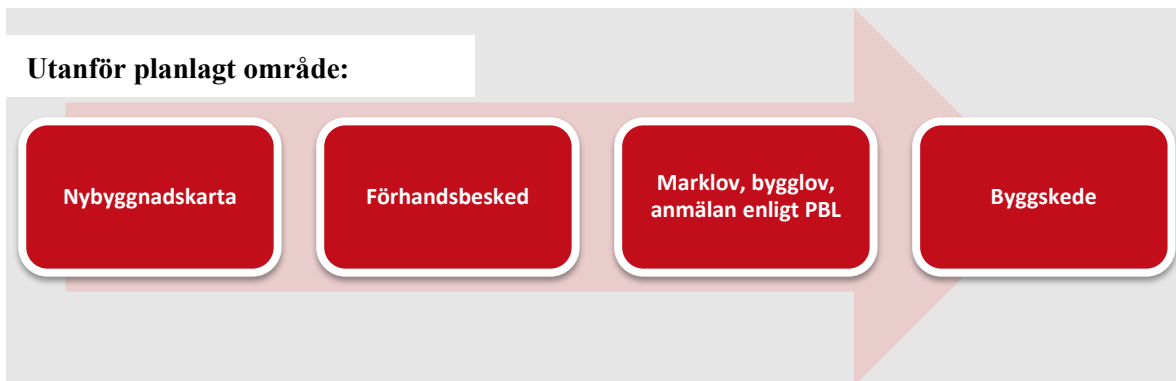 Utanför planlagt område:
Nybyggnadskarta
Förhandsbesked
Marklov, bygglov,
anmälan enligt PBL
Byggskede